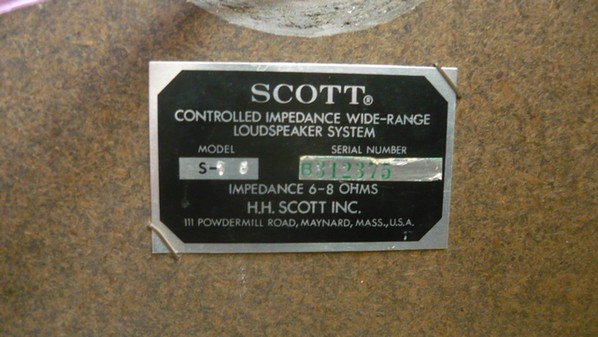 SCOTT®
CONTROLLED IMPEDANCE WIDE-RANGE
LOUDSPEAKER SYSTEM
MODEL SERIAL NUMBER
B312375
IMPEDANCE 6-8 OHMS
H.H. SCOTT INC.
111 POWDERMILL ROAD, MAYNARD, MASS., U.S.A.